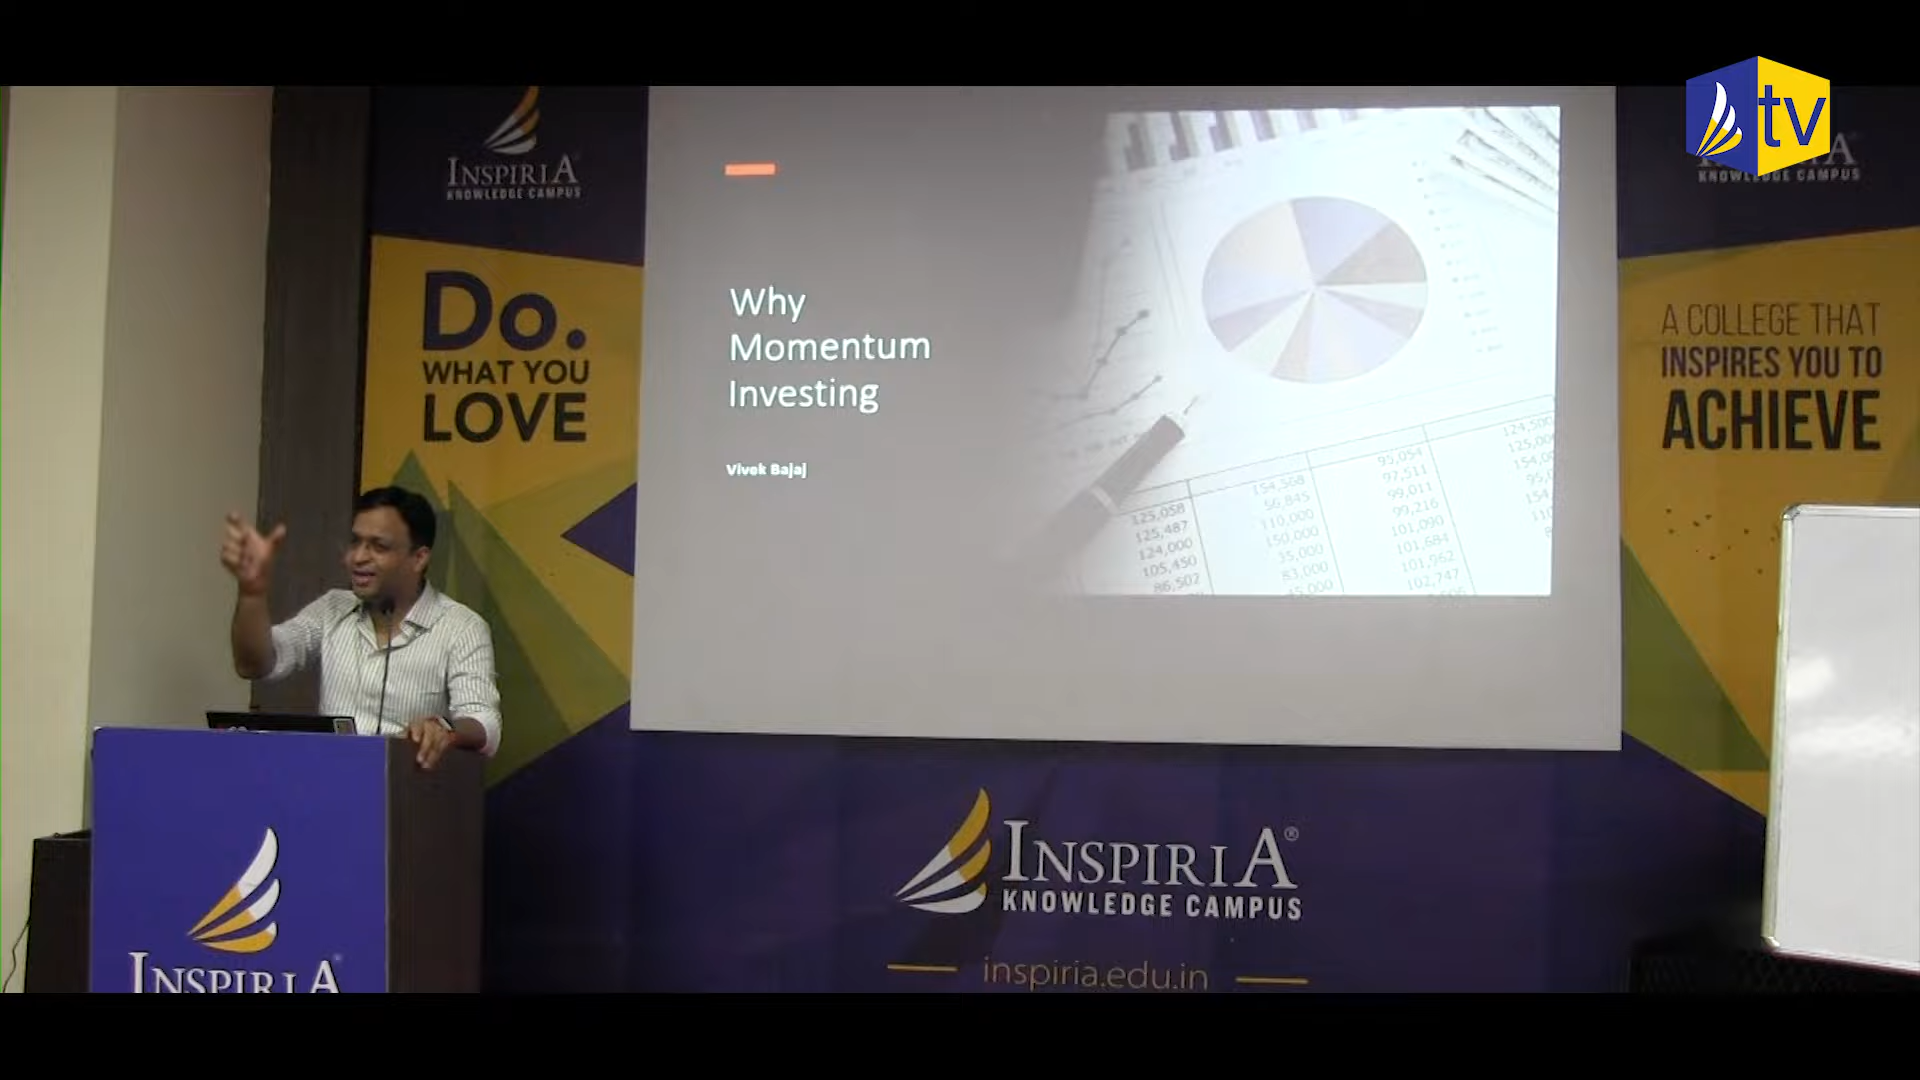 INSPIRIA
KNOWLEDGE CAMPUS
Do.
WHAT YOU
LOVE
Why
Momentum
Investing
Vivek Bajaj
154,568
56,845
110,000
150,000
35,000
83,000
125,058
125,487
124,000
105,450
86,502
95,054
97,511
99,011
99,216
101,090
101,684
101,962
102,747
124,500
tv
KNOWLEDGE CAMPUS
A COLLEGE THAT
INSPIRES YOU TO
ACHIEVE
INSPIRIA®
KNOWLEDGE CAMPUS
inspiria.edu.in
INSPIRIA